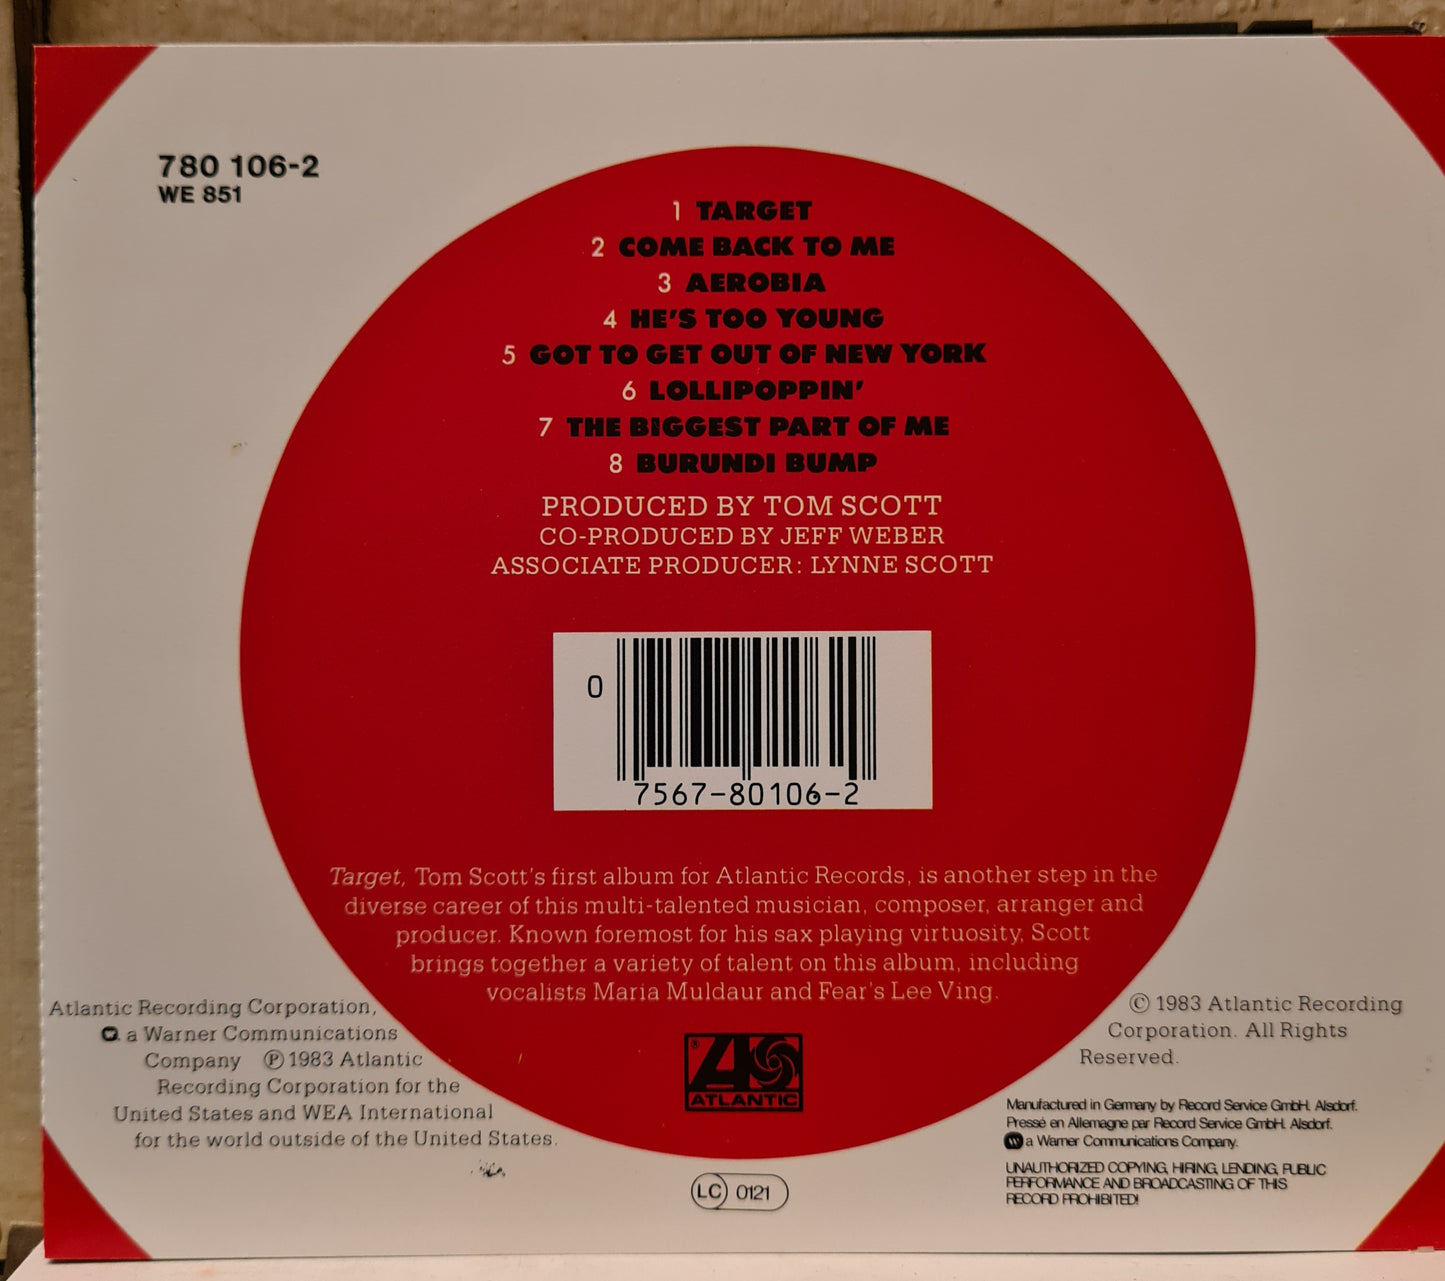 780 106-2
WE 851
1 TARGET
2 COME BACK TO ME
3 AEROBIA
4 HE'S TOO YOUNG
5 GOT TO GET OUT OF NEW YORK
6 LOLLIPOPPIN'
7 THE BIGGEST PART OF ME
8 BURUNDI BUMP
PRODUCED BY TOM SCOTT
CO-PRODUCED BY JEFF WEBER
ASSOCIATE PRODUCER: LYNNE SCOTT
0
7567-80106-2
Target, Tom Scott's first album for Atlantic Records, is another step in the
diverse career of this multi-talented musician, composer, arranger and
producer. Known foremost for his sax playing virtuosity, Scott
brings together a variety of talent on this album, including
vocalists Maria Muldaur and Fear's Lee Ving.
Atlantic Recording Corporation,
a Warner Communications
Company ℗ 1983 Atlantic
Recording Corporation for the
United States and WEA International
for the world outside of the United States.
® ATLANTIC
LC 0121
© 1983 Atlantic Recording
Corporation. All Rights
Reserved.
Manufactured in Germany by Record Service GmbH. Alsdorf.
Pressé en Allemagne par Record Service GmbH. Alsdorf.
a Warner Communications Company.
UNAUTHORIZED COPYING, HIRING, LENDING, PUBLIC
PERFORMANCE AND BROADCASTING OF THIS
RECORD PROHIBITED!